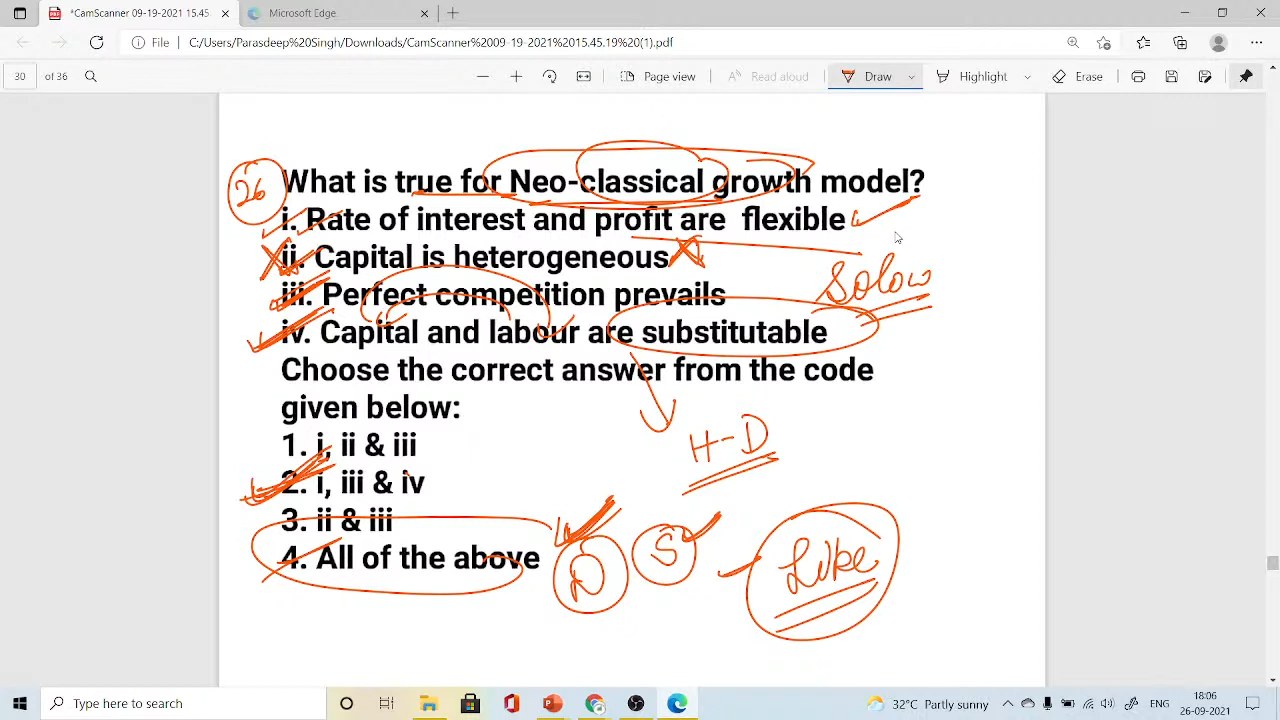 *CamScanner 09-19-2021 15.45.19
Microsoft Edge
File C:/Users/Parasdeep%20Singh/Downloads/CamScanner%2009-19-2021%2015.45.19%20(1).pdf
30 of 36 Page view Read aloud Draw Highlight Erase
26
What is true for Neo-classical growth model?
i. Rate of interest and profit are flexible
ii. Capital is heterogeneous
Solow
iii. Perfect competition prevails
iv. Capital and labour are substitutable
Choose the correct answer from the code
given below:
H-D
1. i, ii & iii
2. i, iii & iv
3. ii & iii
4. All of the above
D S Like
Type here to search
32°C Partly sunny ENG 18:06
26-09-2021